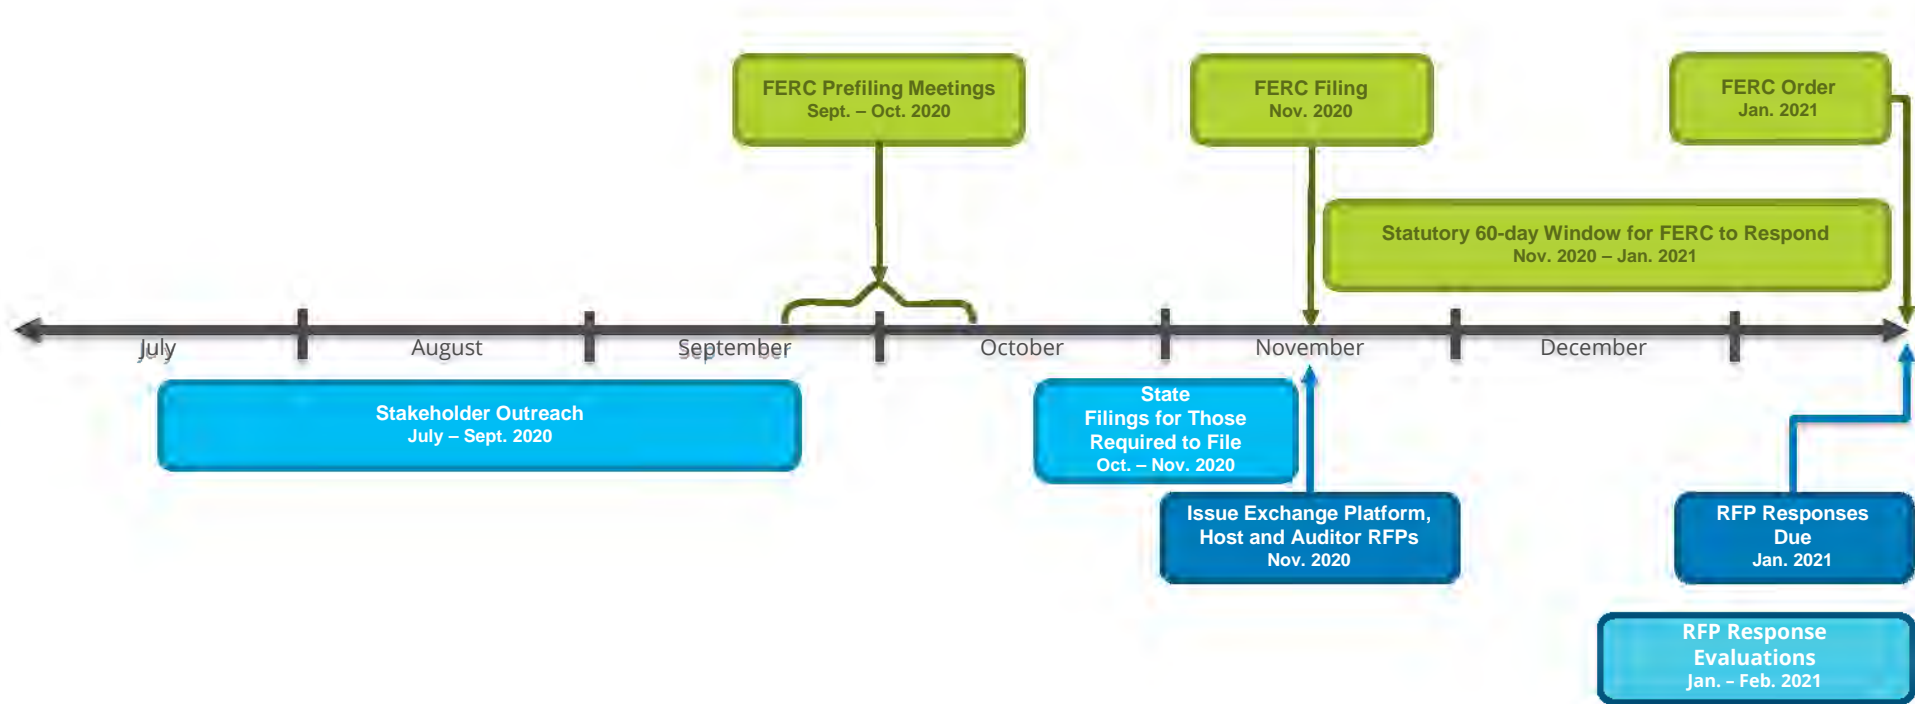 FERC Prefiling Meetings
Sept. – Oct. 2020
FERC Filing
Nov. 2020
FERC Order
Jan. 2021
Statutory 60-day Window for FERC to Respond
Nov. 2020 – Jan. 2021
July
August
September
October
November
December
Stakeholder Outreach
July – Sept. 2020
State
Filings for Those
Required to File
Oct. – Nov. 2020
Issue Exchange Platform,
Host and Auditor RFPs
Nov. 2020
RFP Responses
Due
Jan. 2021
RFP Response
Evaluations
Jan. – Feb. 2021